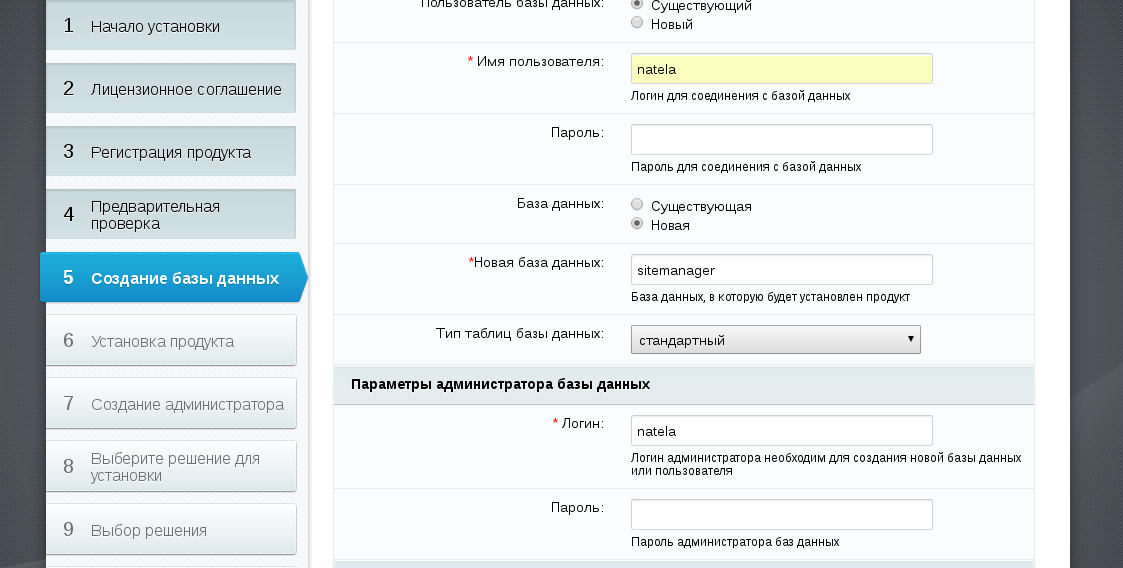 1 Начало установки
2 Лицензионное соглашение
3 Регистрация продукта
4 Предварительная
проверка
5 Создание базы данных
6 Установка продукта
7 Создание администратора
8 Выберите решение для
установки
9 Выбор решения
Пользователь базы данных: Существующий
Новый
* Имя пользователя: natela
Логин для соединения с базой данных
Пароль:
Пароль для соединения с базой данных
База данных: Существующая
Новая
*Новая база данных: sitemanager
База данных, в которую будет установлен продукт
Тип таблиц базы данных: стандартный
Параметры администратора базы данных
* Логин: natela
Логин администратора необходим для создания новой базы данных
или пользователя
Пароль:
Пароль администратора баз данных